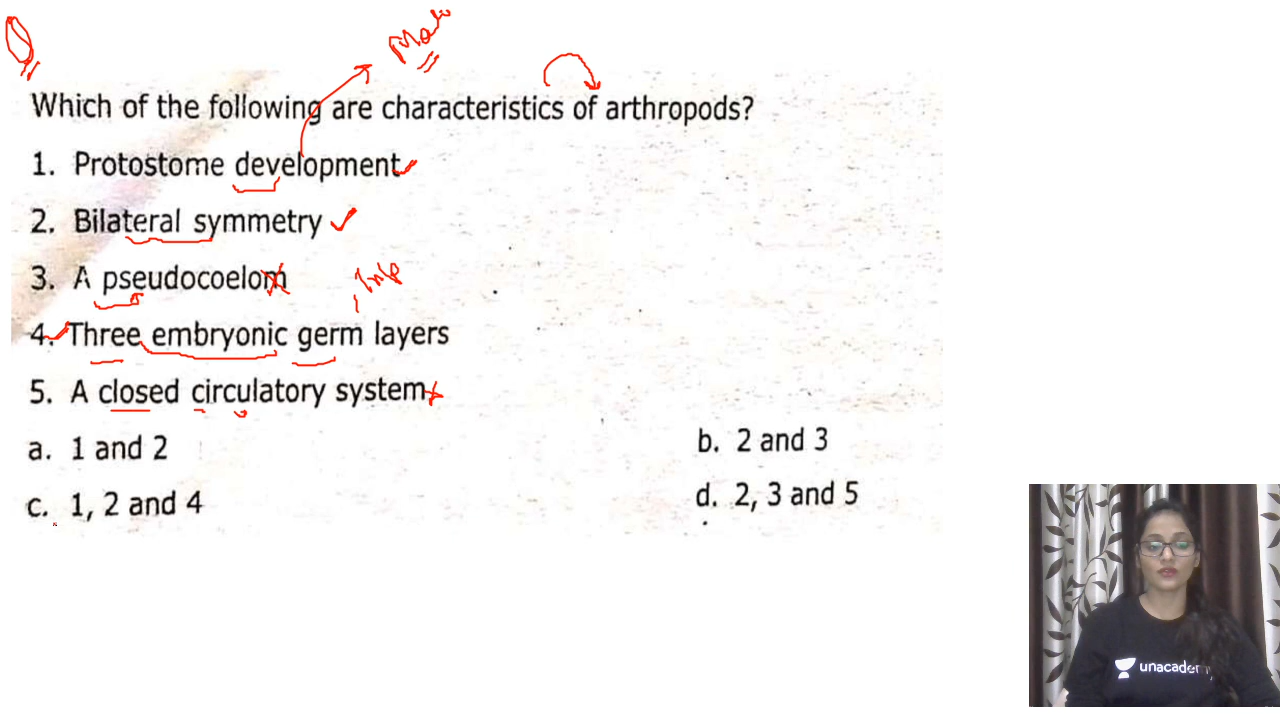 Which of the following are characteristics of arthropods?
1. Protostome development
2. Bilateral symmetry
3. A pseudocoelom
4. Three embryonic germ layers
5. A closed circulatory system
a. 1 and 2
b. 2 and 3
c. 1, 2 and 4
d. 2, 3 and 5
unacademy